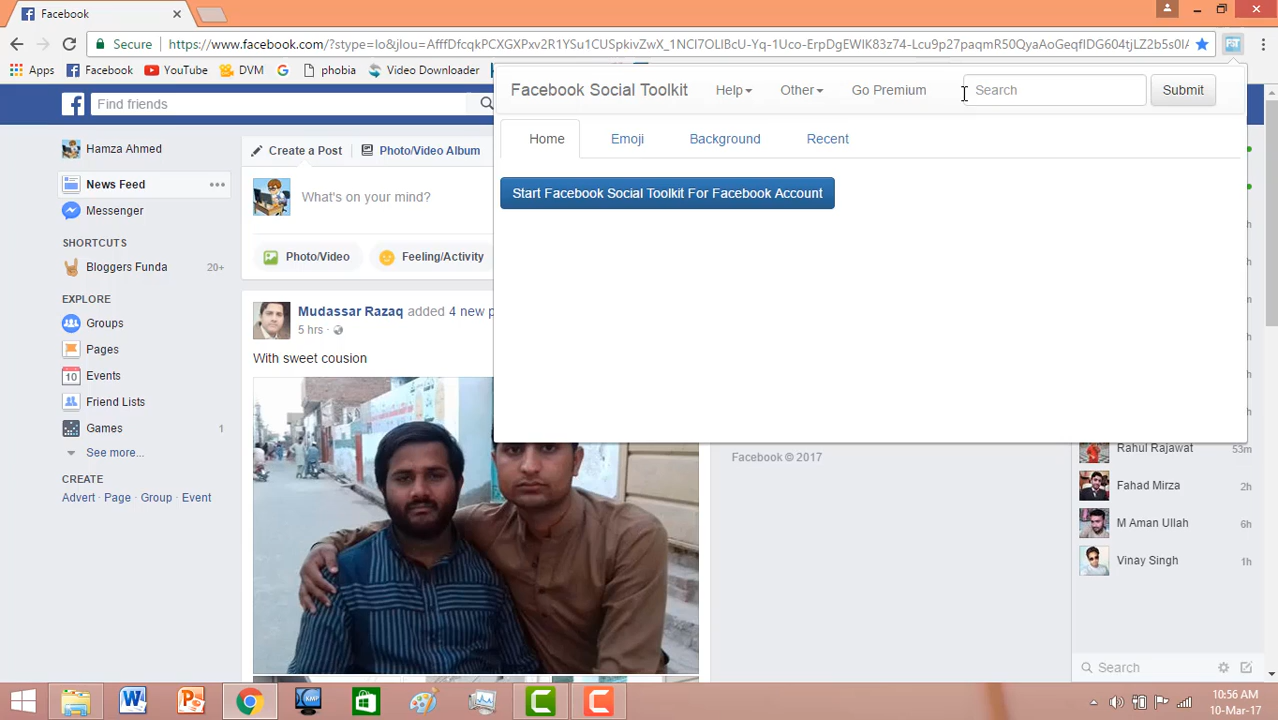 Facebook
Secure
https://www.facebook.com/?stype=lo&jlou=
Apps
Facebook
YouTube
DVM
phobia
Video Downloader
Find friends
Facebook Social Toolkit
Help
Other
Go Premium
Search
Submit
Home
Emoji
Background
Recent
Start Facebook Social Toolkit For Facebook Account
Hamza Ahmed
News Feed
Messenger
SHORTCUTS
Bloggers Funda 20+
EXPLORE
Groups
Pages
10 Events
Friend Lists
Games 1
See more...
CREATE
Advert · Page · Group · Event
Create a Post
Photo/Video Album
What's on your mind?
Photo/Video
Feeling/Activity
Mudassar Razaq added 4 new p
5 hrs ·
With sweet cousion
Facebook © 2017
Rahul Rajawat 53m
Fahad Mirza 2h
M Aman Ullah 6h
Vinay Singh 1h
Search
10:56 AM
10-Mar-17